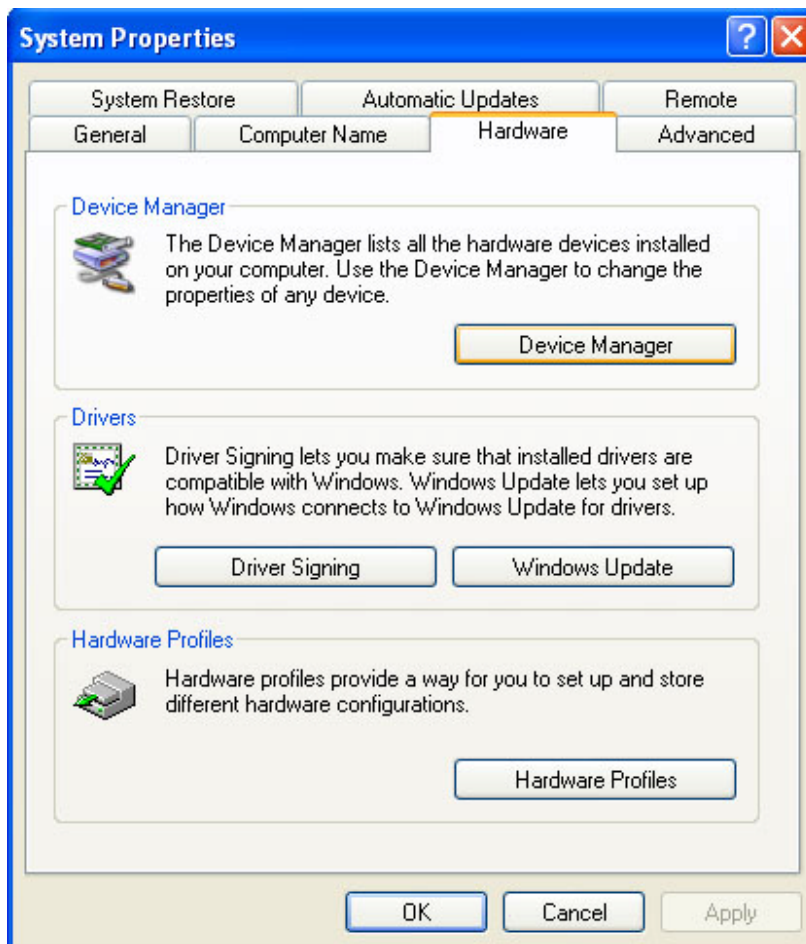 System Properties
System Restore Automatic Updates Remote
General Computer Name Hardware Advanced
Device Manager
The Device Manager lists all the hardware devices installed
on your computer. Use the Device Manager to change the
properties of any device.
Device Manager
Drivers
Driver Signing lets you make sure that installed drivers are
compatible with Windows. Windows Update lets you set up
how Windows connects to Windows Update for drivers.
Driver Signing Windows Update
Hardware Profiles
Hardware profiles provide a way for you to set up and store
different hardware configurations.
Hardware Profiles
OK Cancel Apply